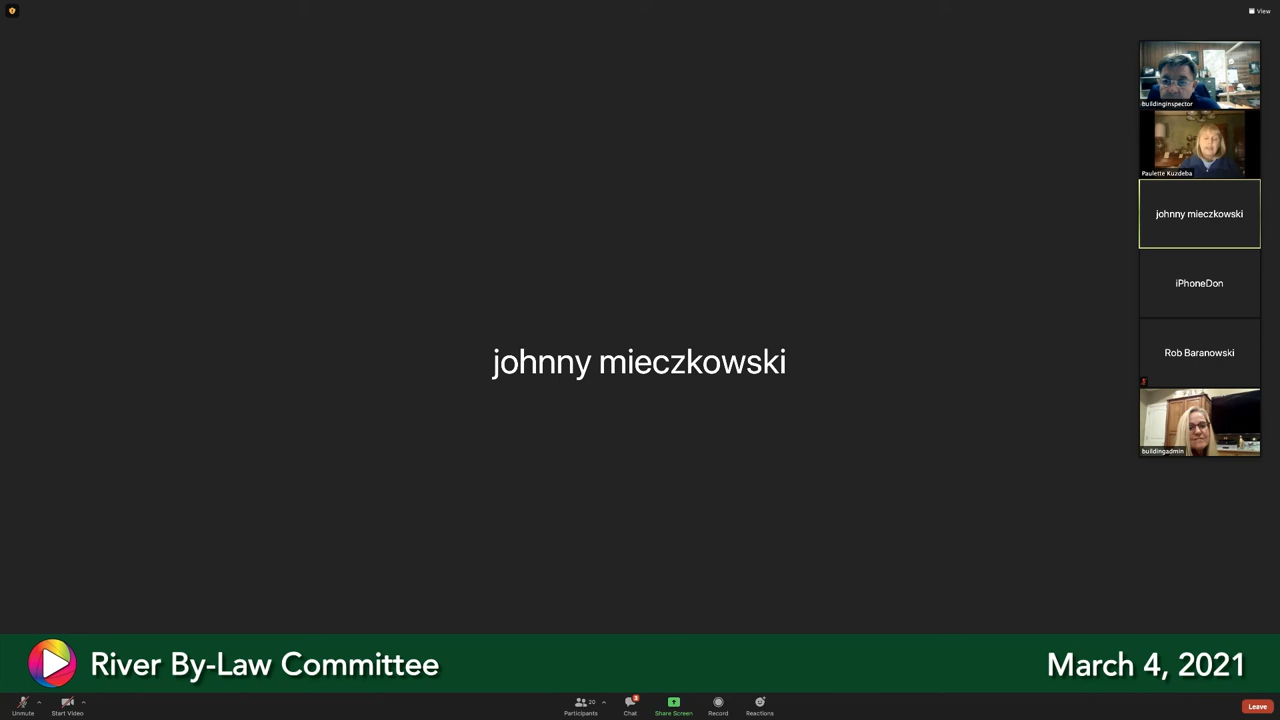 View
buildinginspector
Paulette Kuzdeba
johnny mieczkowski
iPhoneDon
Rob Baranowski
buildingadmin
johnny mieczkowski
River By-Law Committee
March 4, 2021
Unmute
Start Video
20
Participants
3
Chat
Share Screen
Record
Reactions
Leave